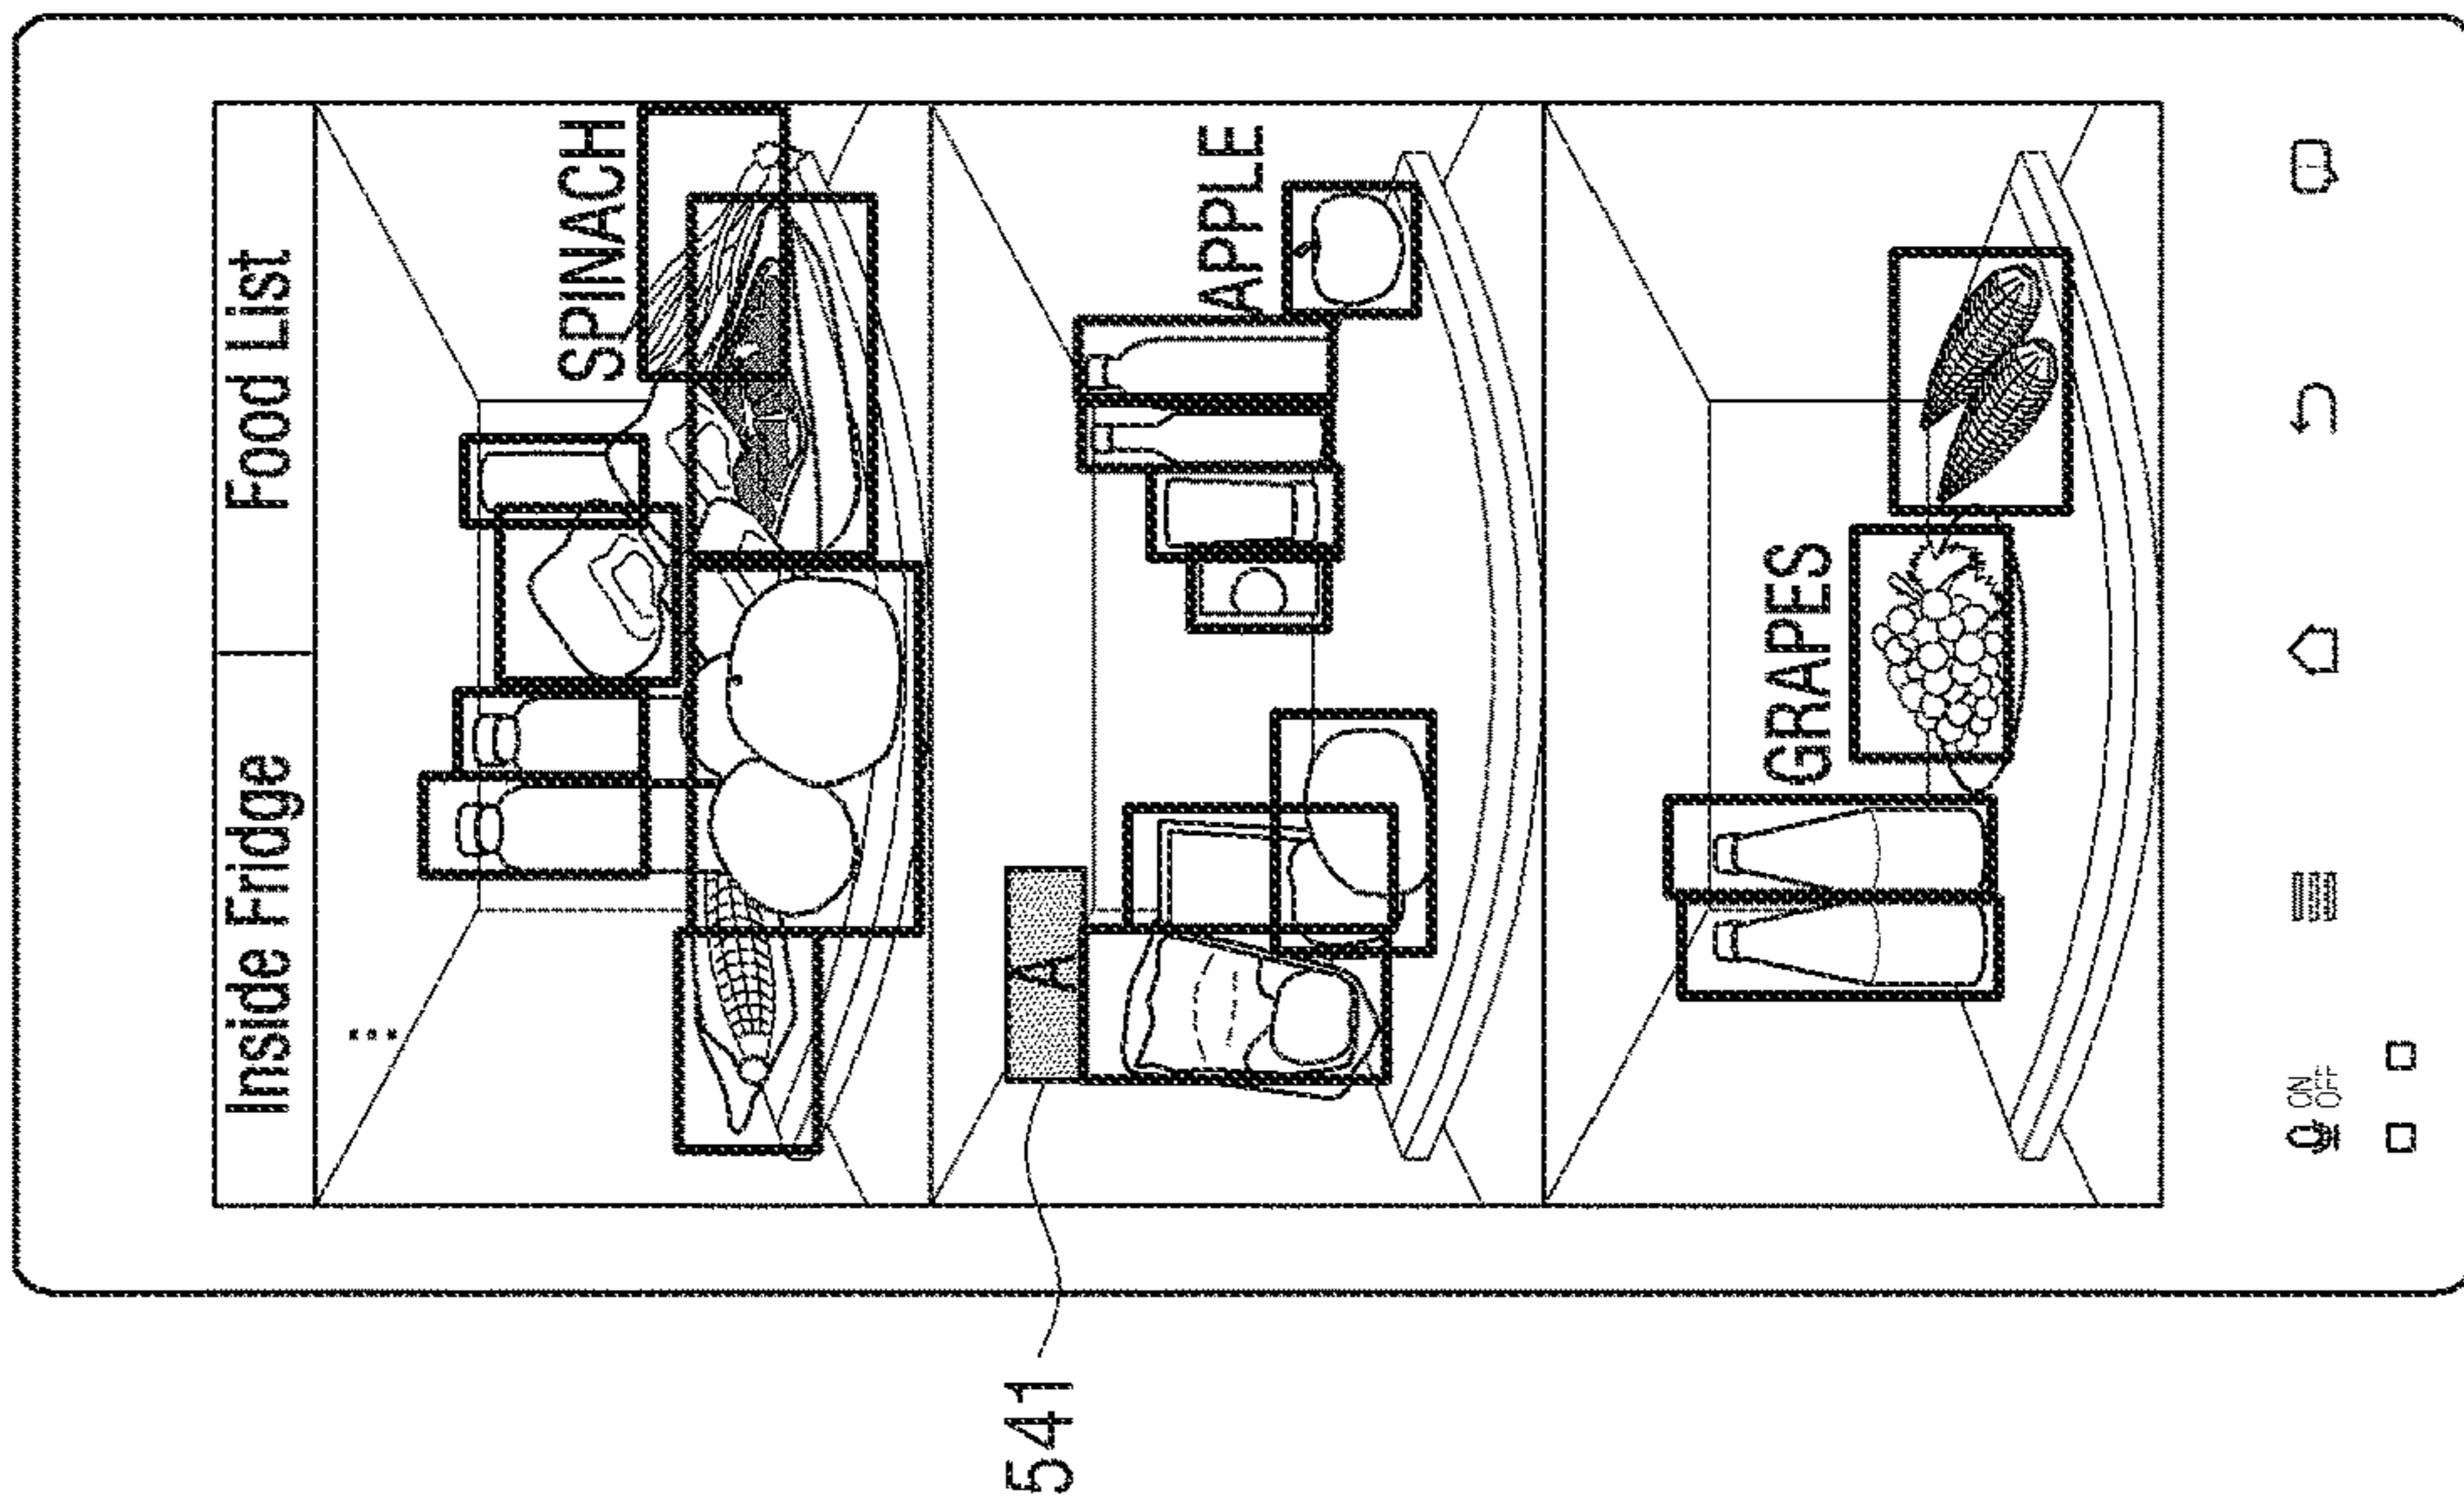 Inside Fridge
Food List
SPINACH
A
APPLE
GRAPES
ON
OFF
541